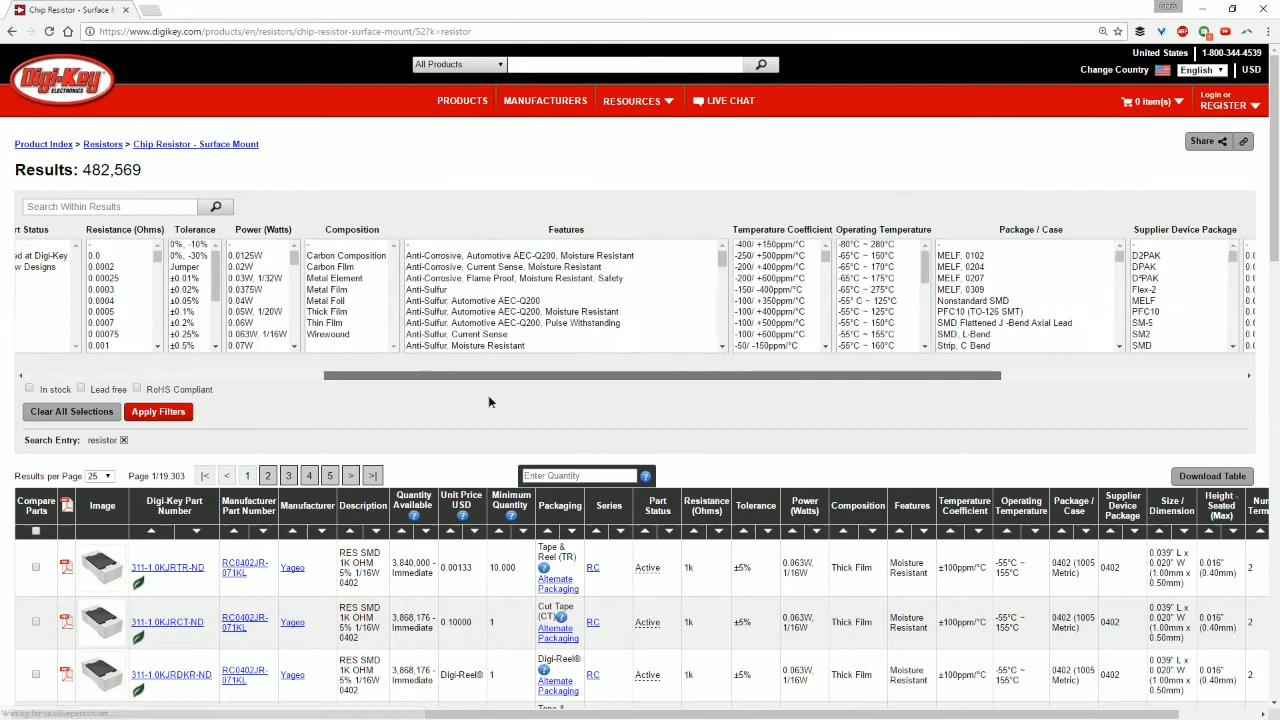 Chip Resistor - Surface M
Chris
https://www.digikey.com/products/en/resistors/chip-resistor-surface-mount/52?k=resistor
Digi-Key
ELECTRONICS
All Products
United States | 1-800-344-4539
Change Country English USD
PRODUCTS MANUFACTURERS RESOURCES LIVE CHAT
0 item(s)
Login or
REGISTER
Product Index > Resistors > Chip Resistor - Surface Mount
Share
Results: 482,569
Search Within Results
rt Status
ed at Digi-Key
w Designs
Resistance (Ohms)
-
0.0
0.0002
0.00025
0.0003
0.0004
0.0005
0.0007
0.00075
0.001
Tolerance
0%, -10%
0%, -30%
Jumper
±0.01%
±0.02%
±0.05%
±0.1%
±0.2%
±0.25%
±0.5%
Power (Watts)
-
0.0125W
0.02W
0.03W, 1/32W
0.0375W
0.04W
0.05W, 1/20W
0.06W
0.063W, 1/16W
0.07W
Composition
-
Carbon Composition
Carbon Film
Metal Element
Metal Film
Metal Foil
Thick Film
Thin Film
Wirewound
Features
-
Anti-Corrosive, Automotive AEC-Q200, Moisture Resistant
Anti-Corrosive, Current Sense, Moisture Resistant
Anti-Corrosive, Flame Proof, Moisture Resistant, Safety
Anti-Sulfur
Anti-Sulfur, Automotive AEC-Q200
Anti-Sulfur, Automotive AEC-Q200, Moisture Resistant
Anti-Sulfur, Automotive AEC-Q200, Pulse Withstanding
Anti-Sulfur, Current Sense
Anti-Sulfur, Moisture Resistant
Temperature Coefficient
-400/ +150ppm/°C
-250/ +500ppm/°C
-200/ +400ppm/°C
-200/ +600ppm/°C
-150/ -400ppm/°C
-100/ +350ppm/°C
-100/ +400ppm/°C
-100/ +500ppm/°C
-100/ +600ppm/°C
-50/ -150ppm/°C
Operating Temperature
-80°C ~ 280°C
-65°C ~ 150°C
-65°C ~ 170°C
-65°C ~ 200°C
-65°C ~ 275°C
-55° C ~ 125°C
-55°C ~ 125°C
-55°C ~ 150°C
-55°C ~ 155°C
-55°C ~ 160°C
Package / Case
-
MELF, 0102
MELF, 0204
MELF, 0207
MELF, 0309
Nonstandard SMD
PFC10 (TO-126 SMT)
SMD Flattened J -Bend Axial Lead
SMD, L-Bend
Strip, C Bend
Supplier Device Package
-
D2PAK
DPAK
D³PAK
Flex-2
MELF
PFC10
SM-5
SM2
SMD
In stock Lead free RoHS Compliant
Clear All Selections Apply Filters
Search Entry: resistor
Results per Page 25 Page 1/19,303 |< < 1 2 3 4 5 > >|
Enter Quantity
Download Table
Compare Parts
Image
Digi-Key Part Number
Manufacturer Part Number
Manufacturer
Description
Quantity Available
Unit Price USD
Minimum Quantity
Packaging
Series
Part Status
Resistance (Ohms)
Tolerance
Power (Watts)
Composition
Features
Temperature Coefficient
Operating Temperature
Package / Case
Supplier Device Package
Size / Dimension
Height - Seated (Max)
Num
Term
311-1.0KJRTR-ND RC0402JR-071KL Yageo RES SMD 1K OHM 5% 1/16W 0402 3,840,000 - Immediate 0.00133 10,000 Tape & Reel (TR) Alternate Packaging RC Active 1k ±5% 0.063W, 1/16W Thick Film Moisture Resistant ±100ppm/°C -55°C ~ 155°C 0402 (1005 Metric) 0402 0.039" L x 0.020" W (1.00mm x 0.50mm) 0.016" (0.40mm) 2
311-1.0KJRCT-ND RC0402JR-071KL Yageo RES SMD 1K OHM 5% 1/16W 0402 3,868,176 - Immediate 0.10000 1 Cut Tape (CT) Alternate Packaging RC Active 1k ±5% 0.063W, 1/16W Thick Film Moisture Resistant ±100ppm/°C -55°C ~ 155°C 0402 (1005 Metric) 0402 0.039" L x 0.020" W (1.00mm x 0.50mm) 0.016" (0.40mm) 2
311-1.0KJRDKR-ND RC0402JR-071KL Yageo RES SMD 1K OHM 5% 1/16W 0402 3,868,176 - Immediate Digi-Reel® 1 Digi-Reel® Alternate Packaging RC Active 1k ±5% 0.063W, 1/16W Thick Film Moisture Resistant ±100ppm/°C -55°C ~ 155°C 0402 (1005 Metric) 0402 0.039" L x 0.020" W (1.00mm x 0.50mm) 0.016" (0.40mm) 2
Waiting for va.v.liveperson.net...